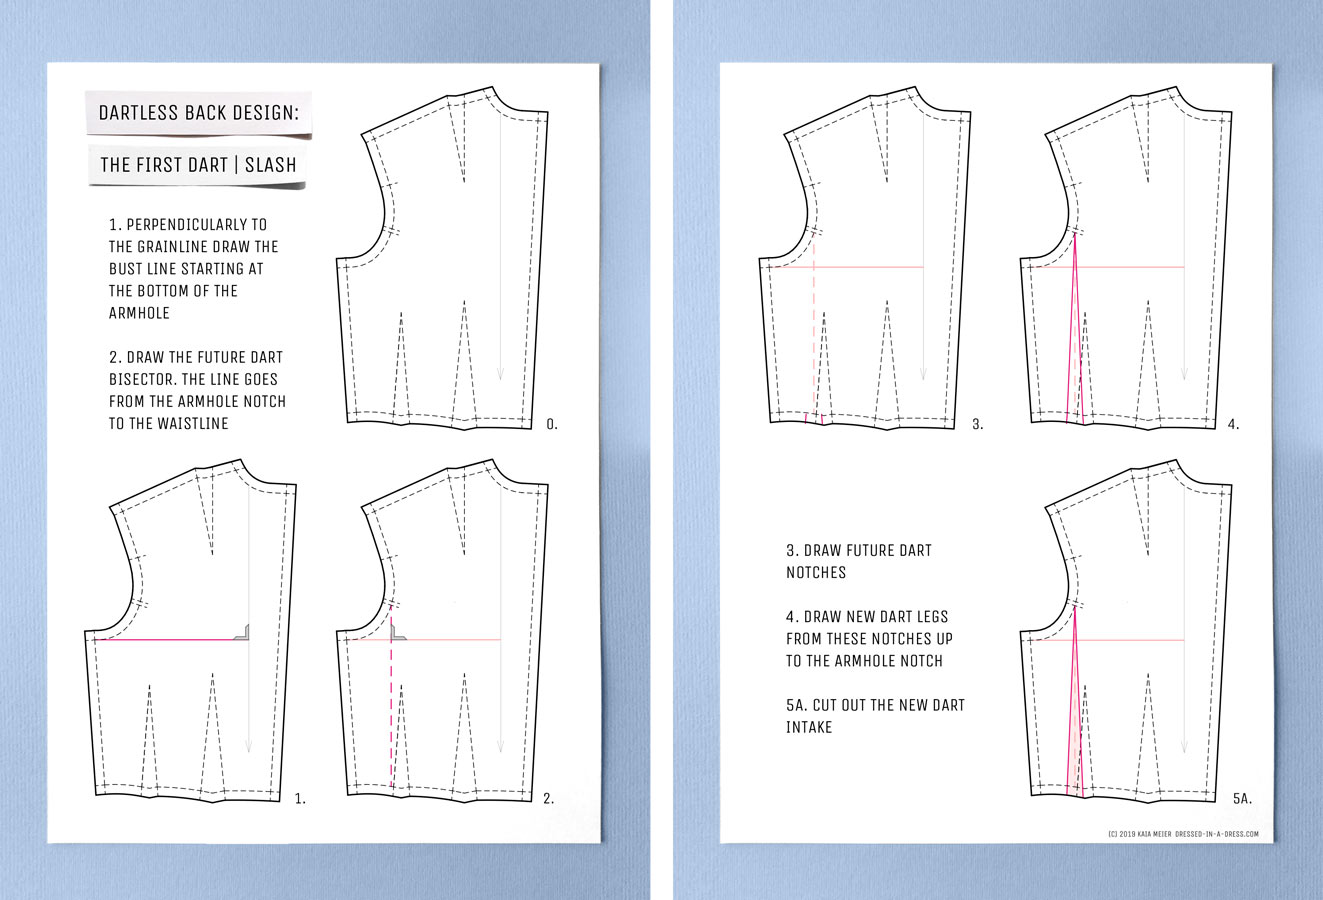 DARTLESS BACK DESIGN:
THE FIRST DART | SLASH
1. PERPENDICULARLY TO
THE GRAINLINE DRAW THE
BUST LINE STARTING AT
THE BOTTOM OF THE
ARMHOLE
2. DRAW THE FUTURE DART
BISECTOR. THE LINE GOES
FROM THE ARMHOLE NOTCH
TO THE WAISTLINE
0.
1.
2.
3.
4.
3. DRAW FUTURE DART
NOTCHES
4. DRAW NEW DART LEGS
FROM THESE NOTCHES UP
TO THE ARMHOLE NOTCH
5A. CUT OUT THE NEW DART
INTAKE
5A.
(C) 2019 KAIA MEIER DRESSED-IN-A-DRESS.COM